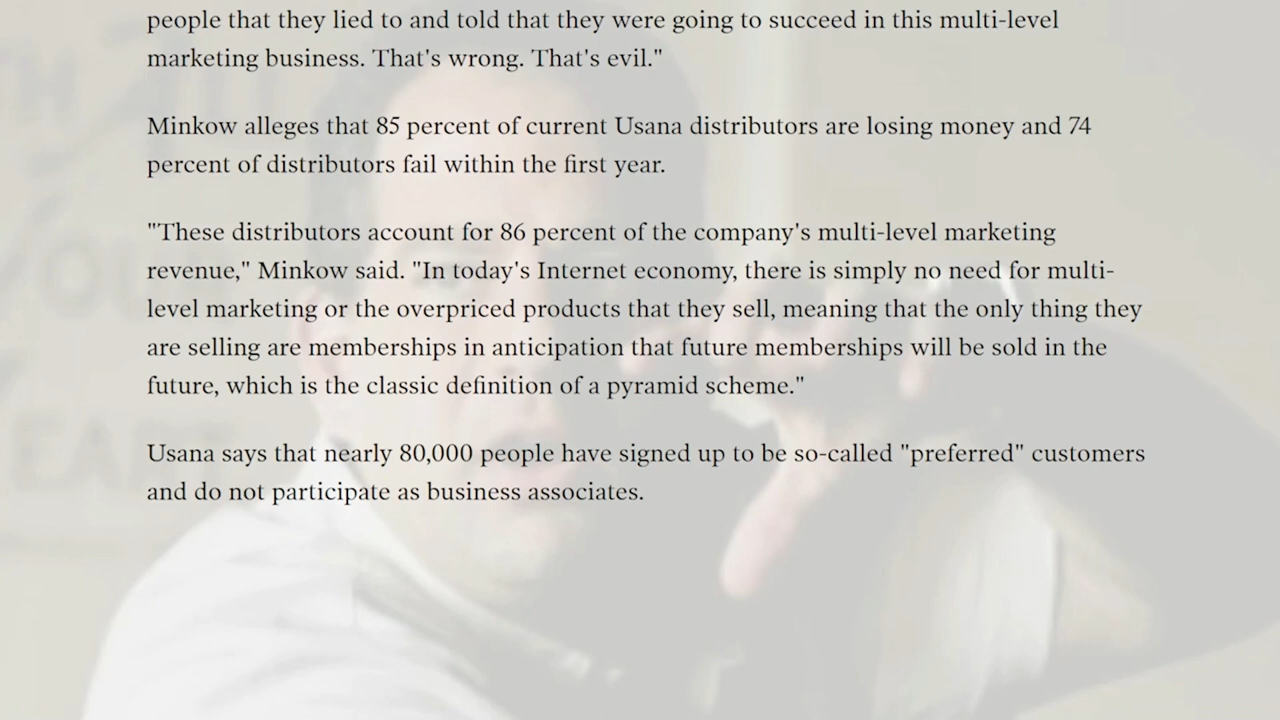 people that they lied to and told that they were going to succeed in this multi-level
marketing business. That's wrong. That's evil."
Minkow alleges that 85 percent of current Usana distributors are losing money and 74
percent of distributors fail within the first year.
"These distributors account for 86 percent of the company's multi-level marketing
revenue," Minkow said. "In today's Internet economy, there is simply no need for multi-
level marketing or the overpriced products that they sell, meaning that the only thing they
are selling are memberships in anticipation that future memberships will be sold in the
future, which is the classic definition of a pyramid scheme."
Usana says that nearly 80,000 people have signed up to be so-called "preferred" customers
and do not participate as business associates.